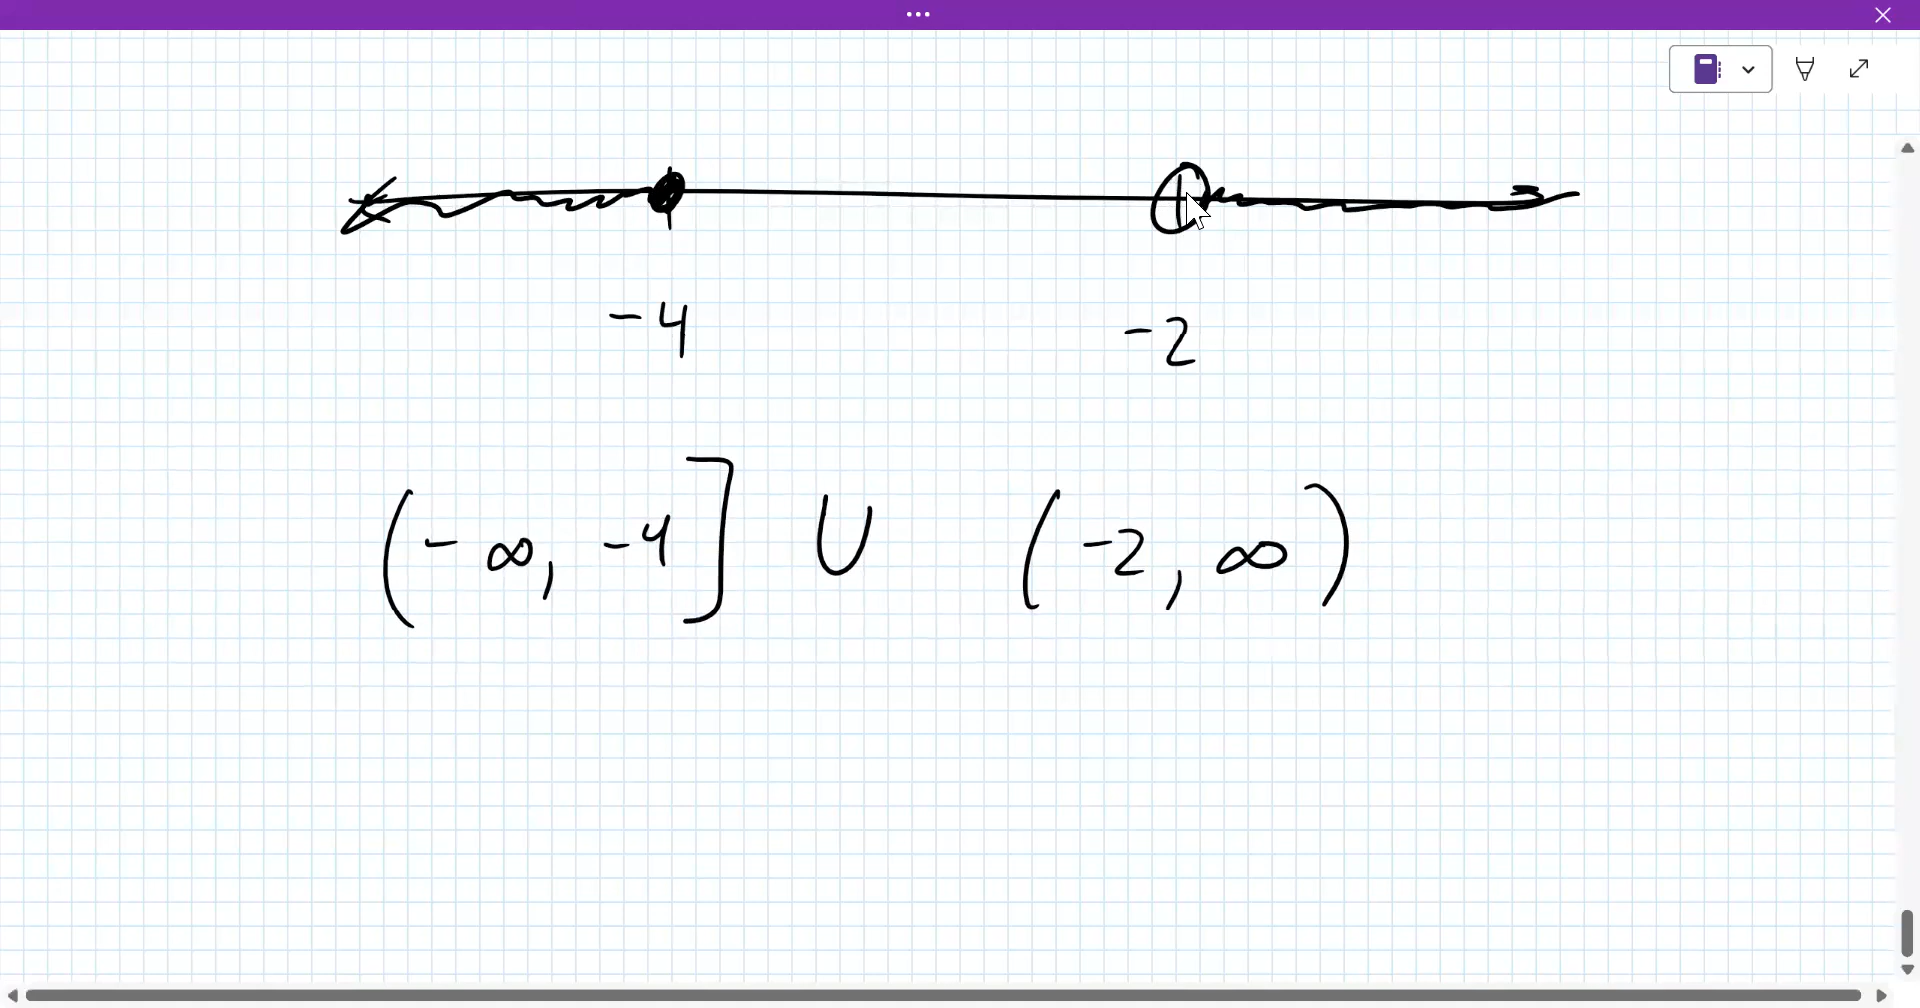 -4 -2
(-∞, -4] ∪ (-2, ∞)